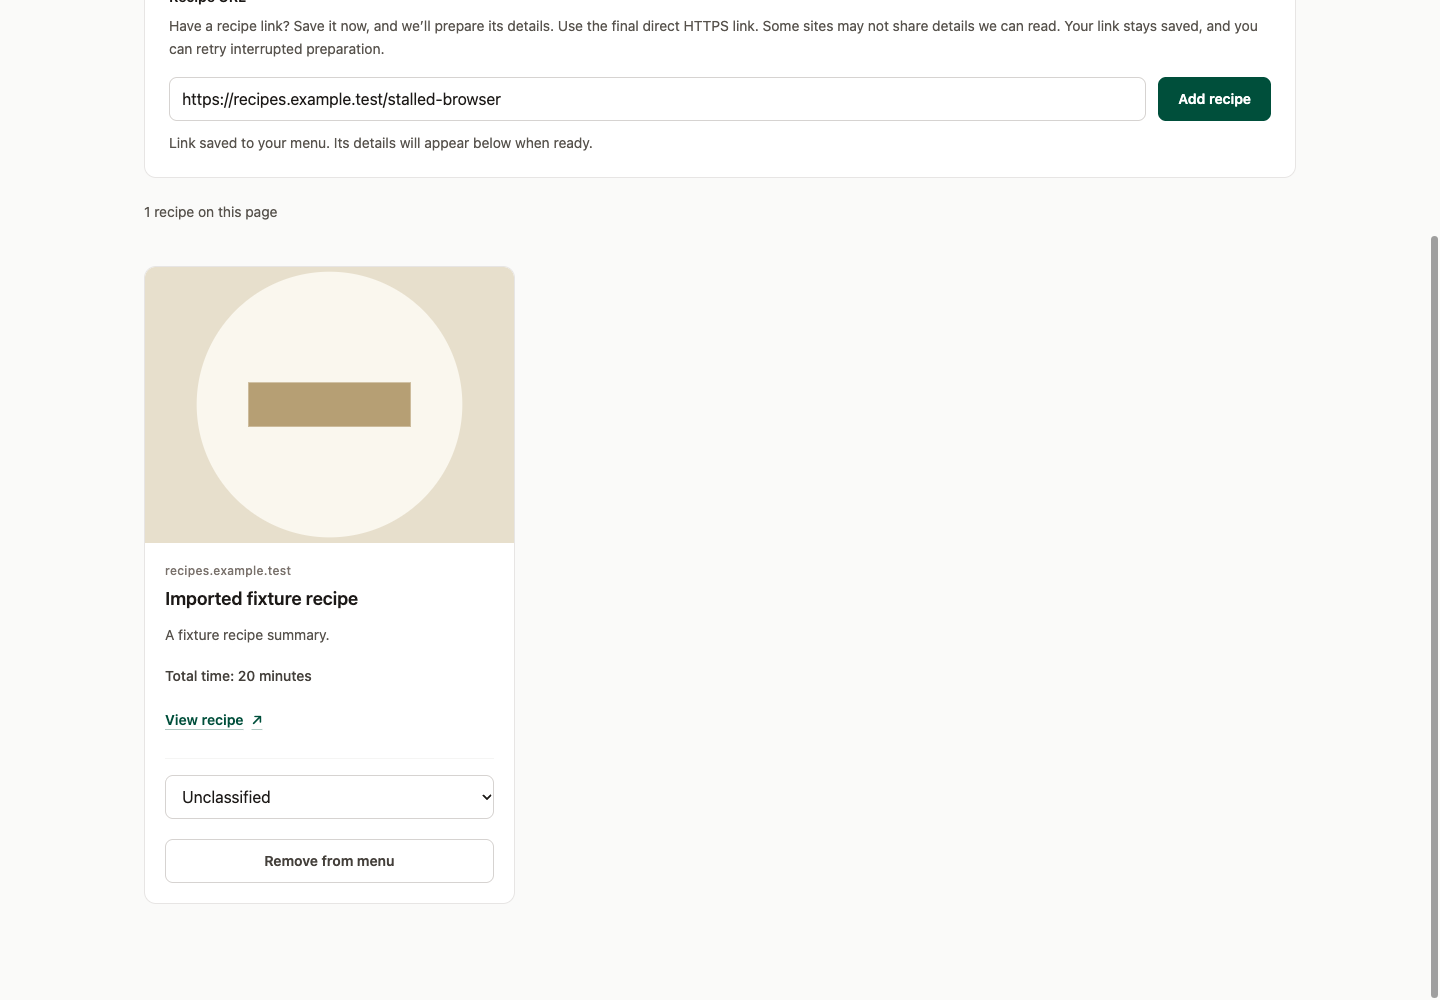 Recipe URL
Have a recipe link? Save it now, and we’ll prepare its details. Use the final direct HTTPS link. Some sites may not share details we can read. Your link stays saved, and you
can retry interrupted preparation.
https://recipes.example.test/stalled-browser
Add recipe
Link saved to your menu. Its details will appear below when ready.
1 recipe on this page
recipes.example.test
Imported fixture recipe
A fixture recipe summary.
Total time: 20 minutes
View recipe ↗
Unclassified
Remove from menu